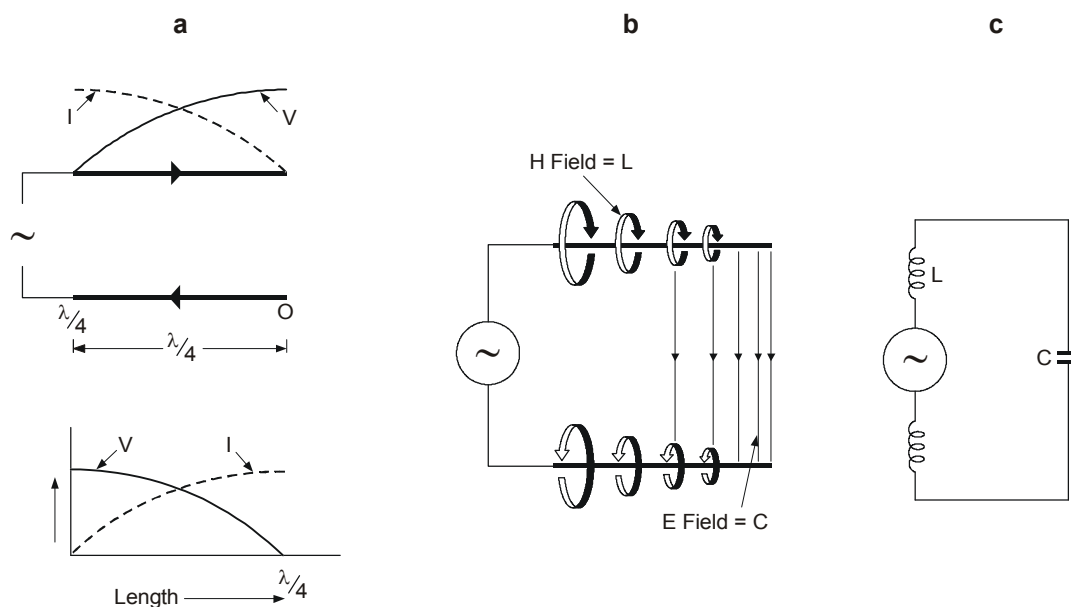 a
b
c
I
V
~
λ/4
O
λ/4
V
I
λ/4
Length
H Field = L
~
E Field = C
L
~
C